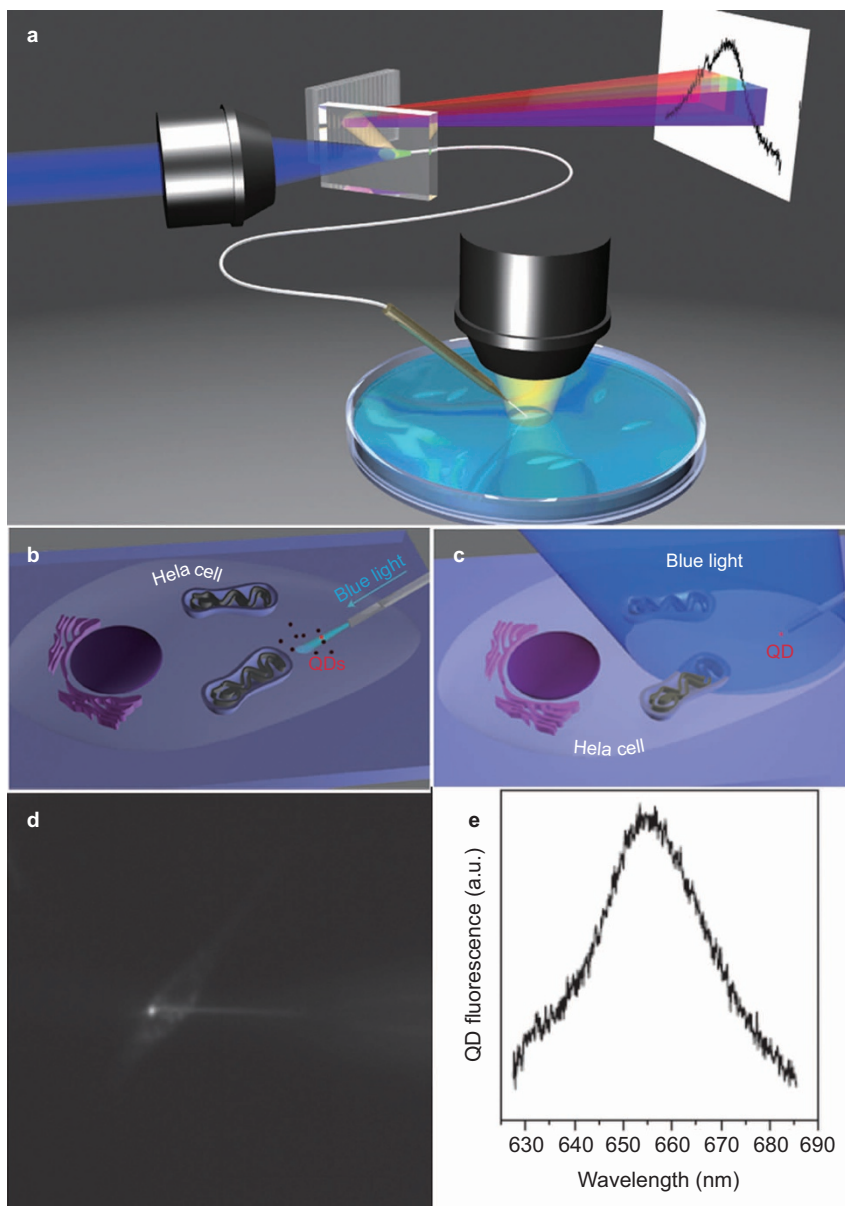 a
b
Hela cell
Blue light
QDs
c
Blue light
QD
Hela cell
d
e
QD fluorescence (a.u.)
630 640 650 660 670 680 690
Wavelength (nm)